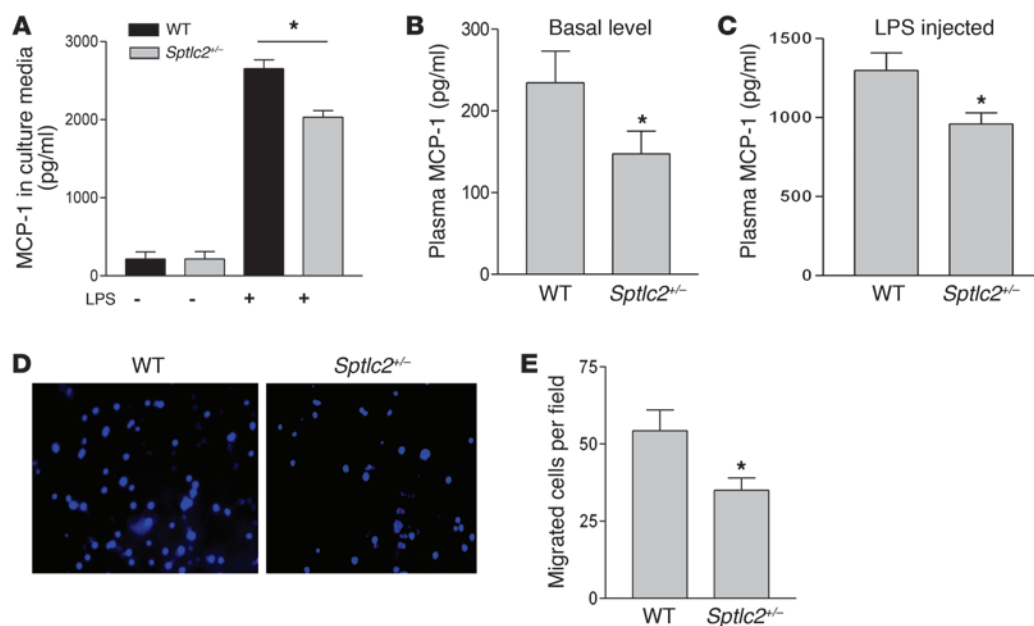 A
WT
Sptlc2+/–
MCP-1 in culture media
(pg/ml)
3000
2000
1000
0
*
LPS - - + +
B
Basal level
Plasma MCP-1 (pg/ml)
300
200
100
0
*
WT Sptlc2+/–
C
LPS injected
Plasma MCP-1 (pg/ml)
1500
1000
500
0
*
WT Sptlc2+/–
D
WT Sptlc2+/–
E
Migrated cells per field
75
50
25
0
*
WT Sptlc2+/–